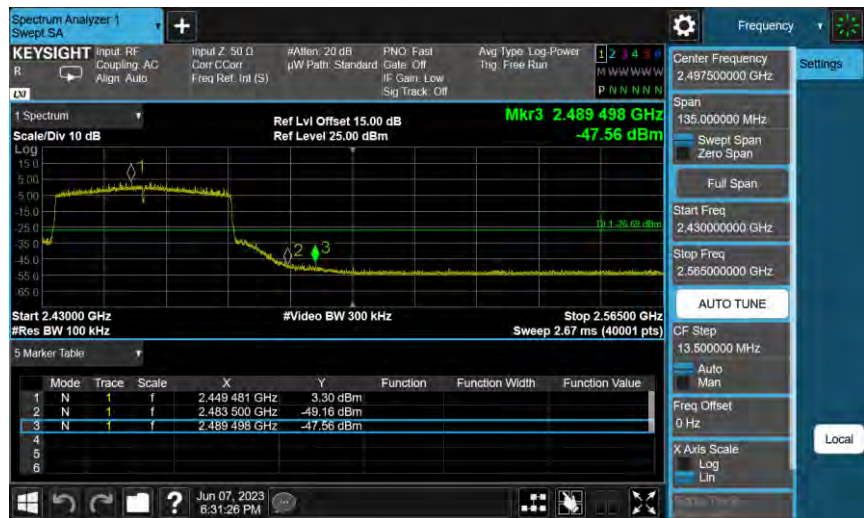 Spectrum Analyzer 1
Swept SA
+
Frequency
KEYSIGHT Input: RF Input Z: 50 Ω #Atten: 20 dB PNO: Fast Avg Type: Log-Power 1 2 3 4 5 6
R Coupling: AC Corr CCorr µW Path: Standard Gate: Off Trig: Free Run M W W W W W
Align: Auto Freq Ref: Int (S) IF Gain: Low
LXI Sig Track: Off P N N N N N
1 Spectrum
Scale/Div 10 dB
Ref Lvl Offset 15.00 dB
Ref Level 25.00 dBm
Mkr3 2.489 498 GHz
-47.56 dBm
Log
15.0
5.00
-5.00
-15.0
-25.0
-35.0
-45.0
-55.0
-65.0
1
2
3
DL1 -26.69 dBm
Start 2.43000 GHz #Video BW 300 kHz Stop 2.56500 GHz
#Res BW 100 kHz Sweep 2.67 ms (40001 pts)
5 Marker Table
Mode Trace Scale X Y Function Function Width Function Value
1 N 1 f 2.449 481 GHz 3.30 dBm
2 N 1 f 2.483 500 GHz -49.16 dBm
3 N 1 f 2.489 498 GHz -47.56 dBm
4
5
6
?
Jun 07, 2023
6:31:26 PM
Center Frequency
2.497500000 GHz
Settings
Span
135.000000 MHz
Swept Span
Zero Span
Full Span
Start Freq
2.430000000 GHz
Stop Freq
2.565000000 GHz
AUTO TUNE
CF Step
13.500000 MHz
Auto
Man
Freq Offset
0 Hz
Local
X Axis Scale
Log
Lin